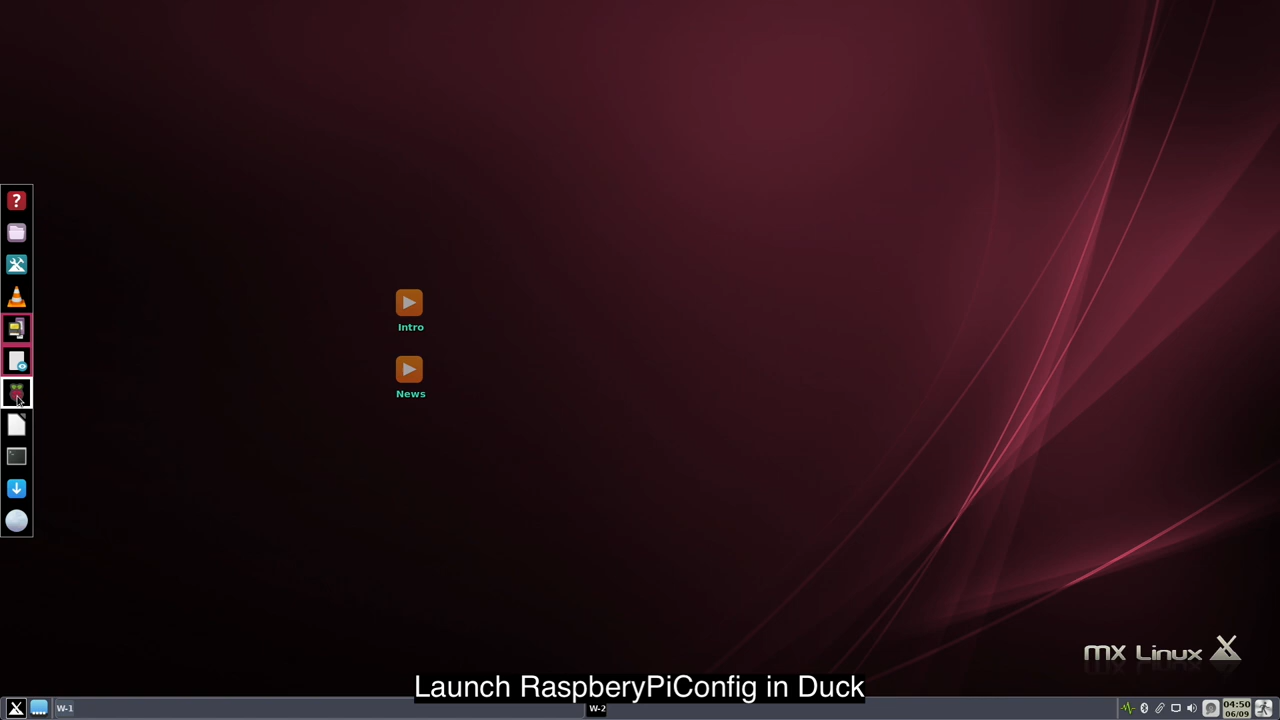 ?
Intro
News
MX Linux
Launch RaspberyPiConfig in Duck
W-1
W-2
04:50
06/09